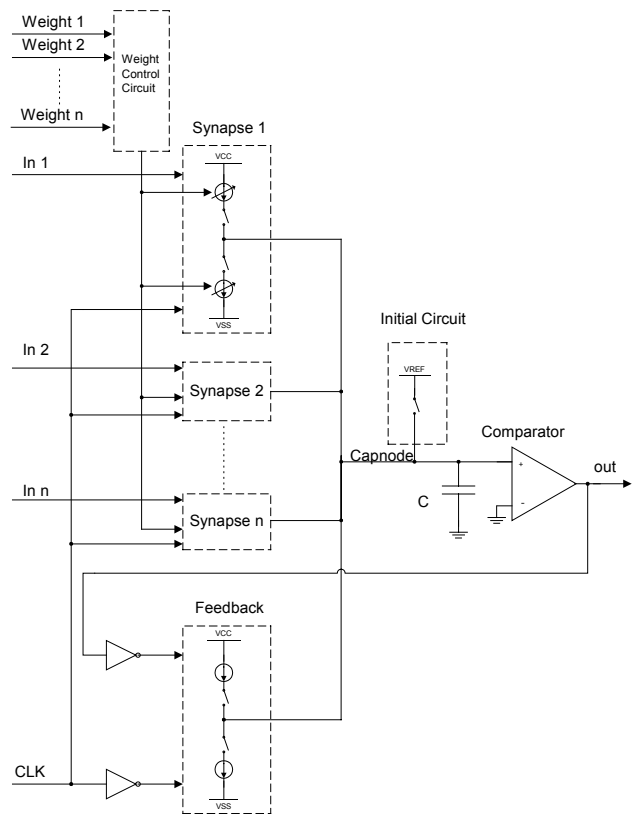 Weight 1
Weight 2
Weight n
Weight
Control
Circuit
Synapse 1
In 1
VCC
VSS
Initial Circuit
VREF
In 2
Synapse 2
Comparator
Capnode
+
-
out
C
In n
Synapse n
Feedback
VCC
VSS
CLK